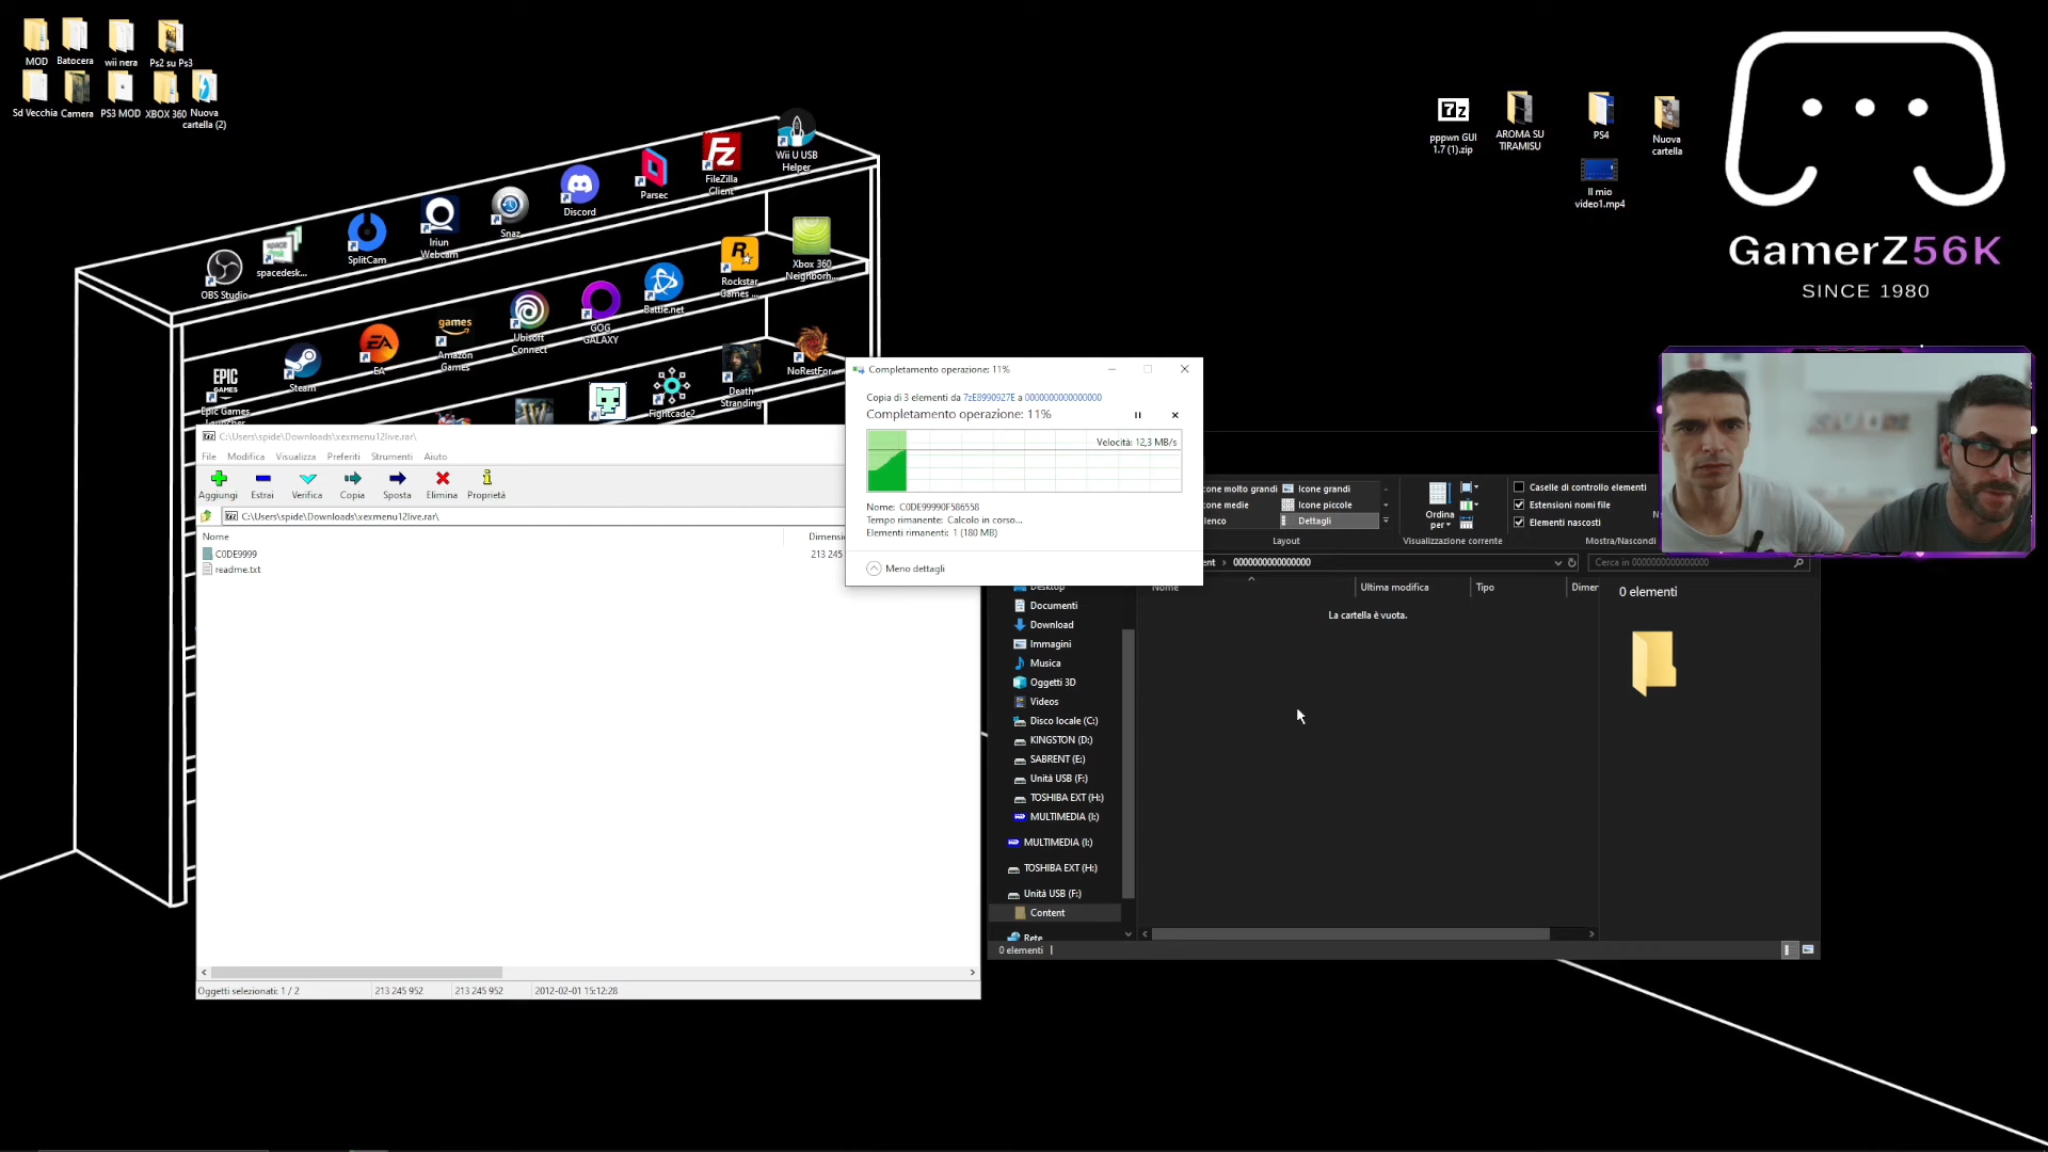 MOD
Batocera
wii nera
Ps2 su Ps3
Sd Vecchia
Camera
PS3 MOD
XBOX 360
Nuova
cartella (2)
Wii U USB
Helper
FileZilla
Client
Parsec
Discord
Snaz
Iriun
Webcam
SplitCam
spacedesk...
OBS Studio
Xbox 360
Neighborh...
Rockstar
Games ...
Battle.net
GOG
GALAXY
Ubisoft
Connect
games
Amazon
Games
EA
EA
Steam
EPIC
GAMES
Epic Games
Launcher
NoRestFor...
Death
Stranding
Fightcade2
7z
pppwn GUI
1.7 (1).zip
AROMA SU
TIRAMISU
PS4
Nuova
cartella
Il mio
video1.mp4
GamerZ56K
SINCE 1980
Completamento operazione: 11%
Copia di 3 elementi da 7zE8990927E a 0000000000000000
Completamento operazione: 11%
Velocità: 12,3 MB/s
Nome: C0DE99990F586558
Tempo rimanente: Calcolo in corso...
Elementi rimanenti: 1 (180 MB)
Meno dettagli
C:\Users\spide\Downloads\xexmenu12live.rar\
File Modifica Visualizza Preferiti Strumenti Aiuto
Aggiungi Estrai Verifica Copia Sposta Elimina Proprietà
C:\Users\spide\Downloads\xexmenu12live.rar\
Nome
C0DE9999
213 245
readme.txt
Oggetti selezionati: 1 / 2 213 245 952 213 245 952 2012-02-01 15:12:28
Icone grandi
Icone piccole
Dettagli
Layout
Ordina
per
Visualizzazione corrente
Caselle di controllo elementi
Estensioni nomi file
Elementi nascosti
Mostra/Nascondi
0000000000000000
Cerca in 0000000000000000
Nome Ultima modifica Tipo
La cartella è vuota.
0 elementi
Desktop
Documenti
Download
Immagini
Musica
Oggetti 3D
Videos
Disco locale (C:)
KINGSTON (D:)
SABRENT (E:)
Unità USB (F:)
TOSHIBA EXT (H:)
MULTIMEDIA (I:)
MULTIMEDIA (I:)
TOSHIBA EXT (H:)
Unità USB (F:)
Content
Rete
0 elementi